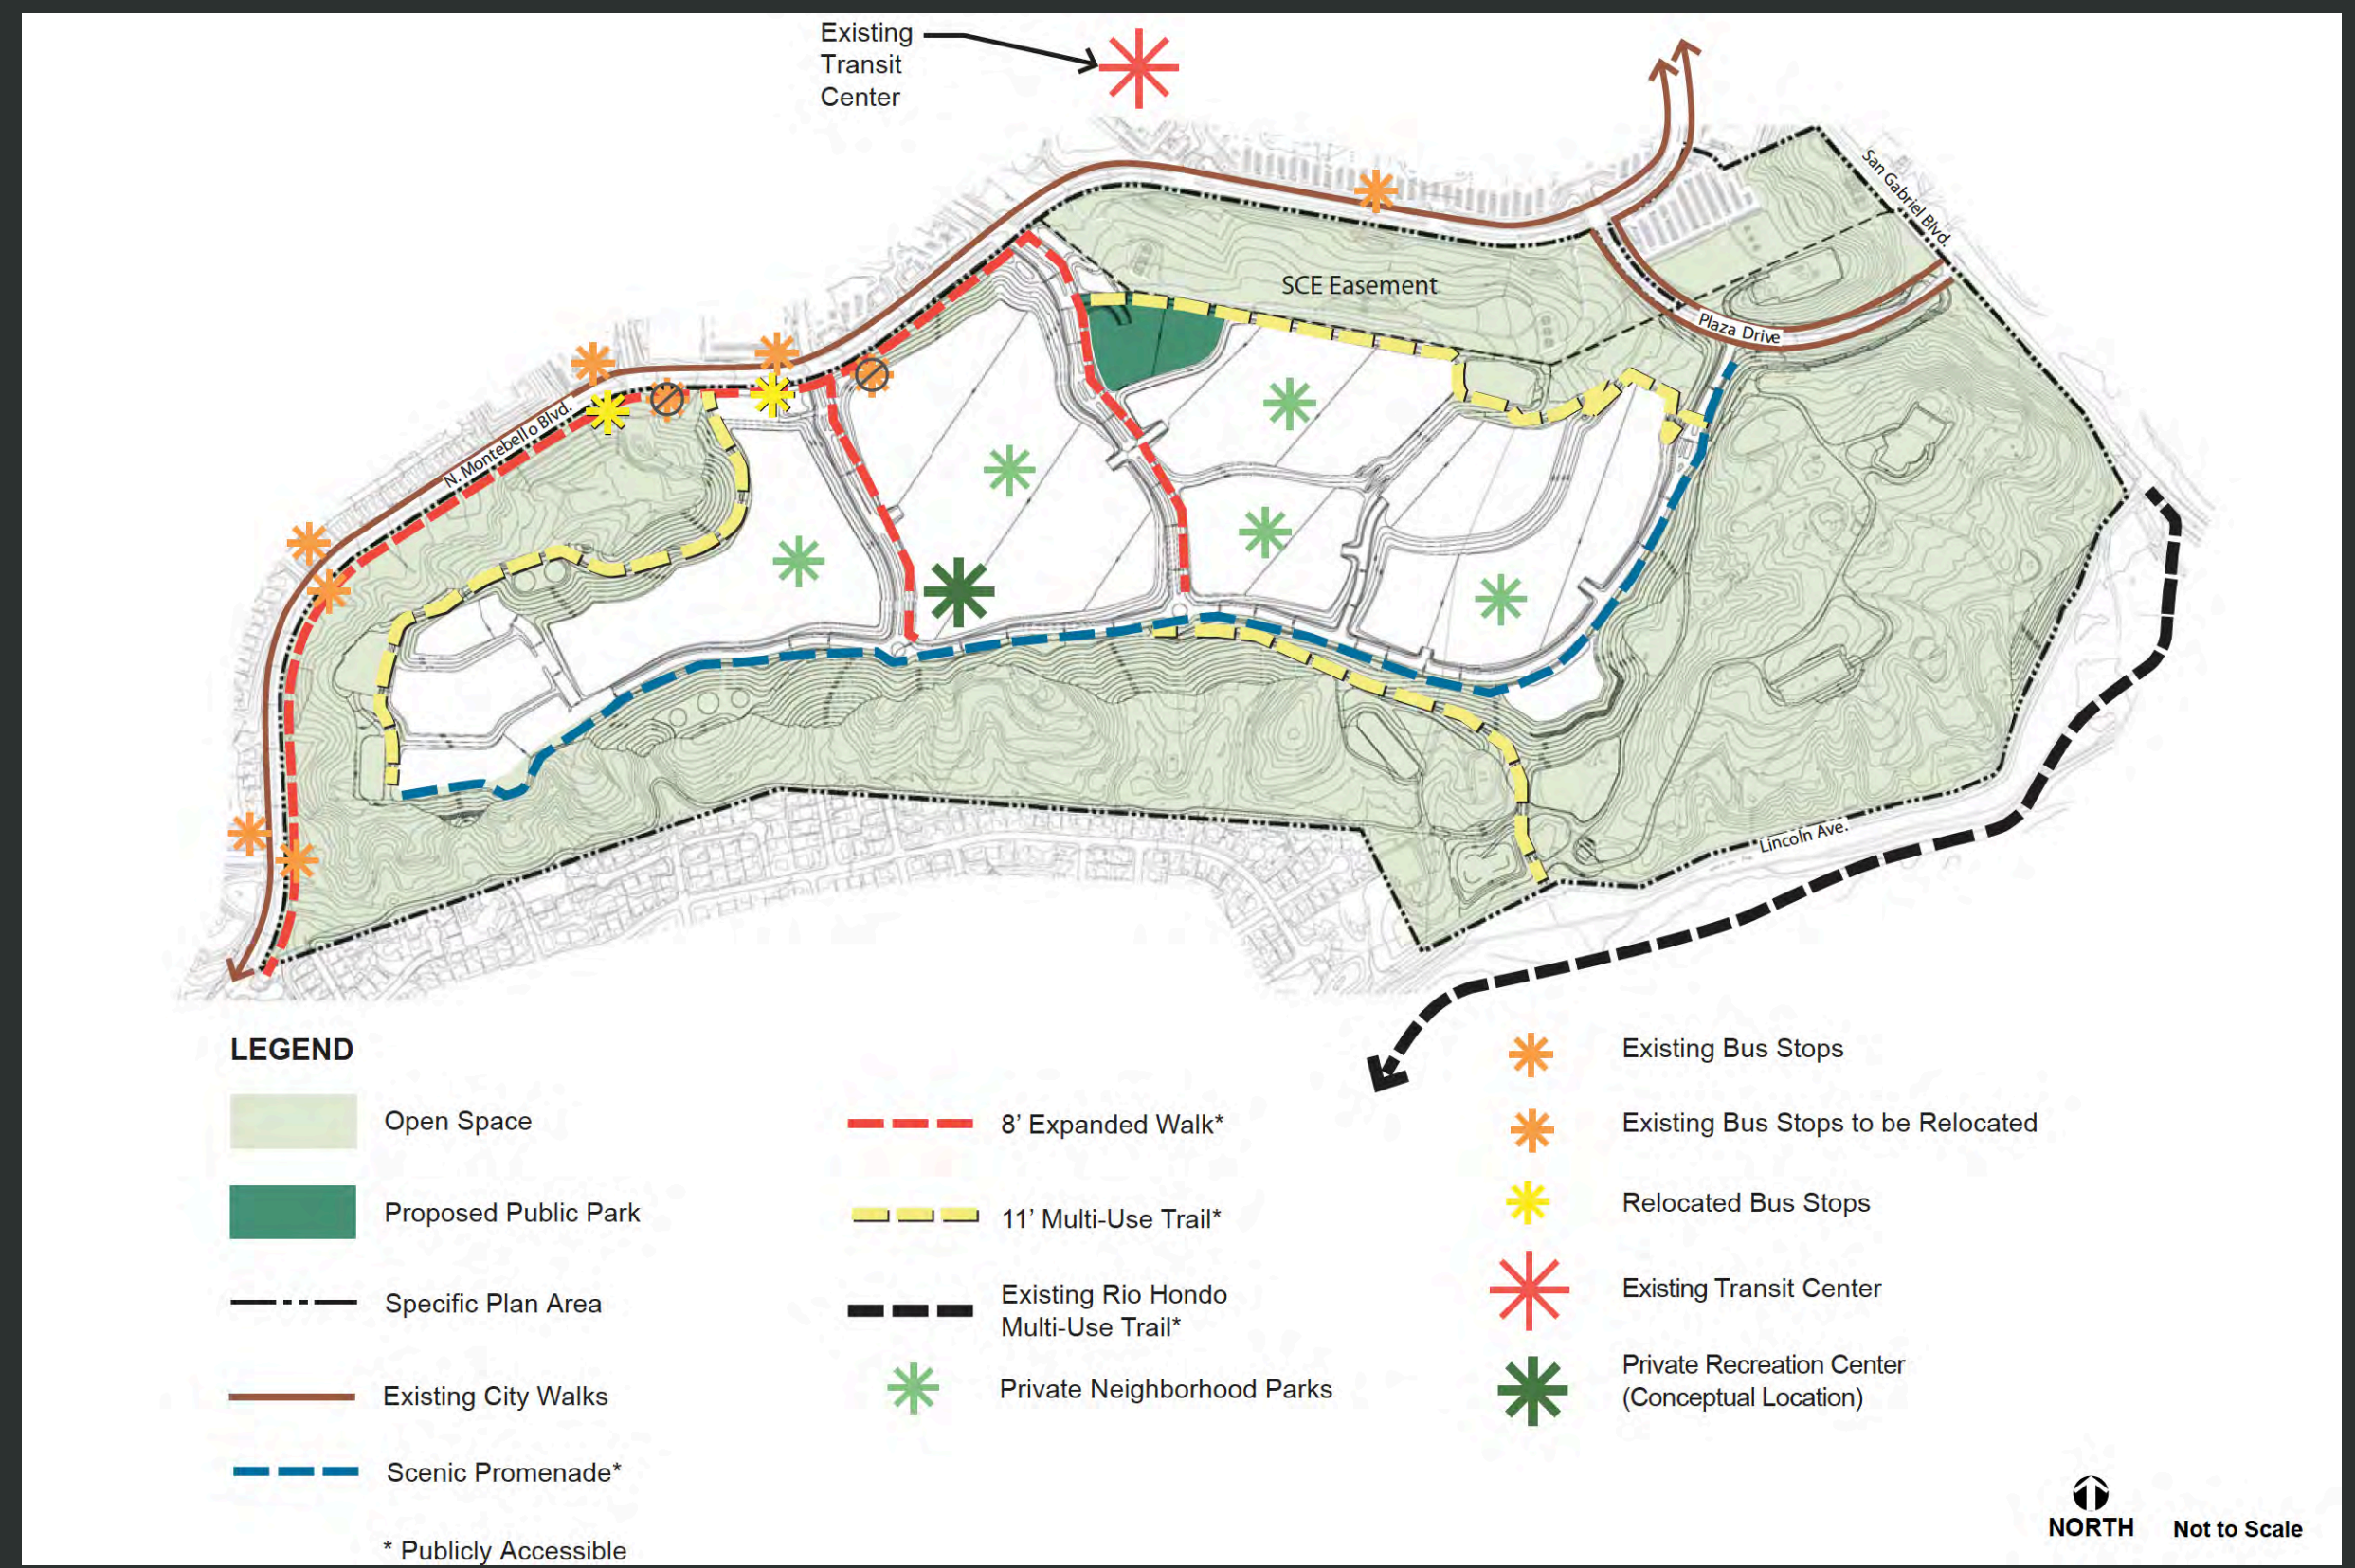 Existing
Transit
Center
San Gabriel Blvd.
SCE Easement
Plaza Drive
N. Montebello Blvd.
Lincoln Ave.
LEGEND
Open Space
Proposed Public Park
Specific Plan Area
Existing City Walks
Scenic Promenade*
* Publicly Accessible
8’ Expanded Walk*
11’ Multi-Use Trail*
Existing Rio Hondo
Multi-Use Trail*
Private Neighborhood Parks
Existing Bus Stops
Existing Bus Stops to be Relocated
Relocated Bus Stops
Existing Transit Center
Private Recreation Center
(Conceptual Location)
NORTH
Not to Scale